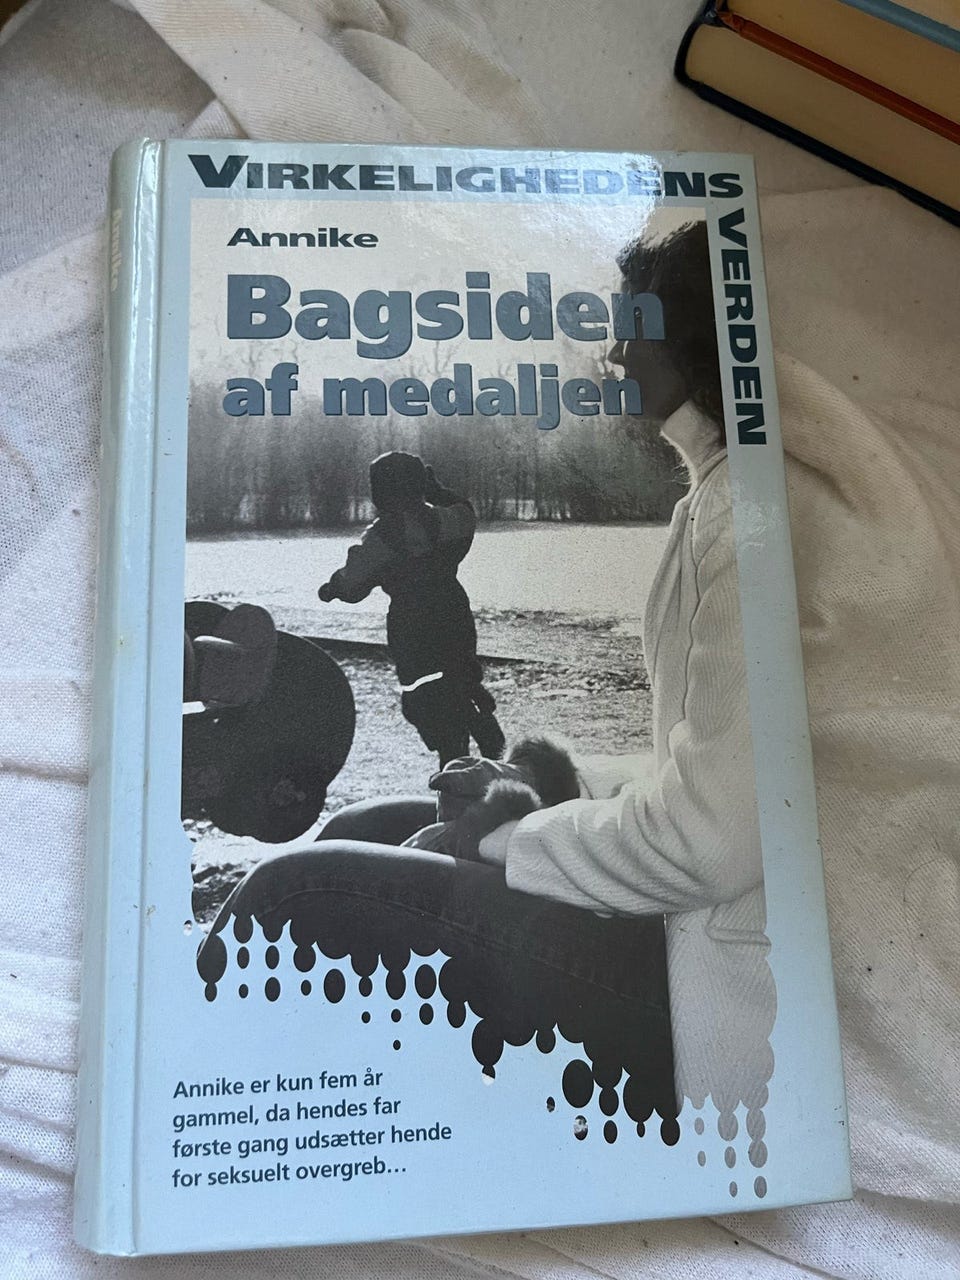 VIRKELIGHEDENS VERDEN
Annike
Bagsiden
af medaljen
Annike er kun fem år
gammel, da hendes far
første gang udsætter hende
for seksuelt overgreb...
Annike